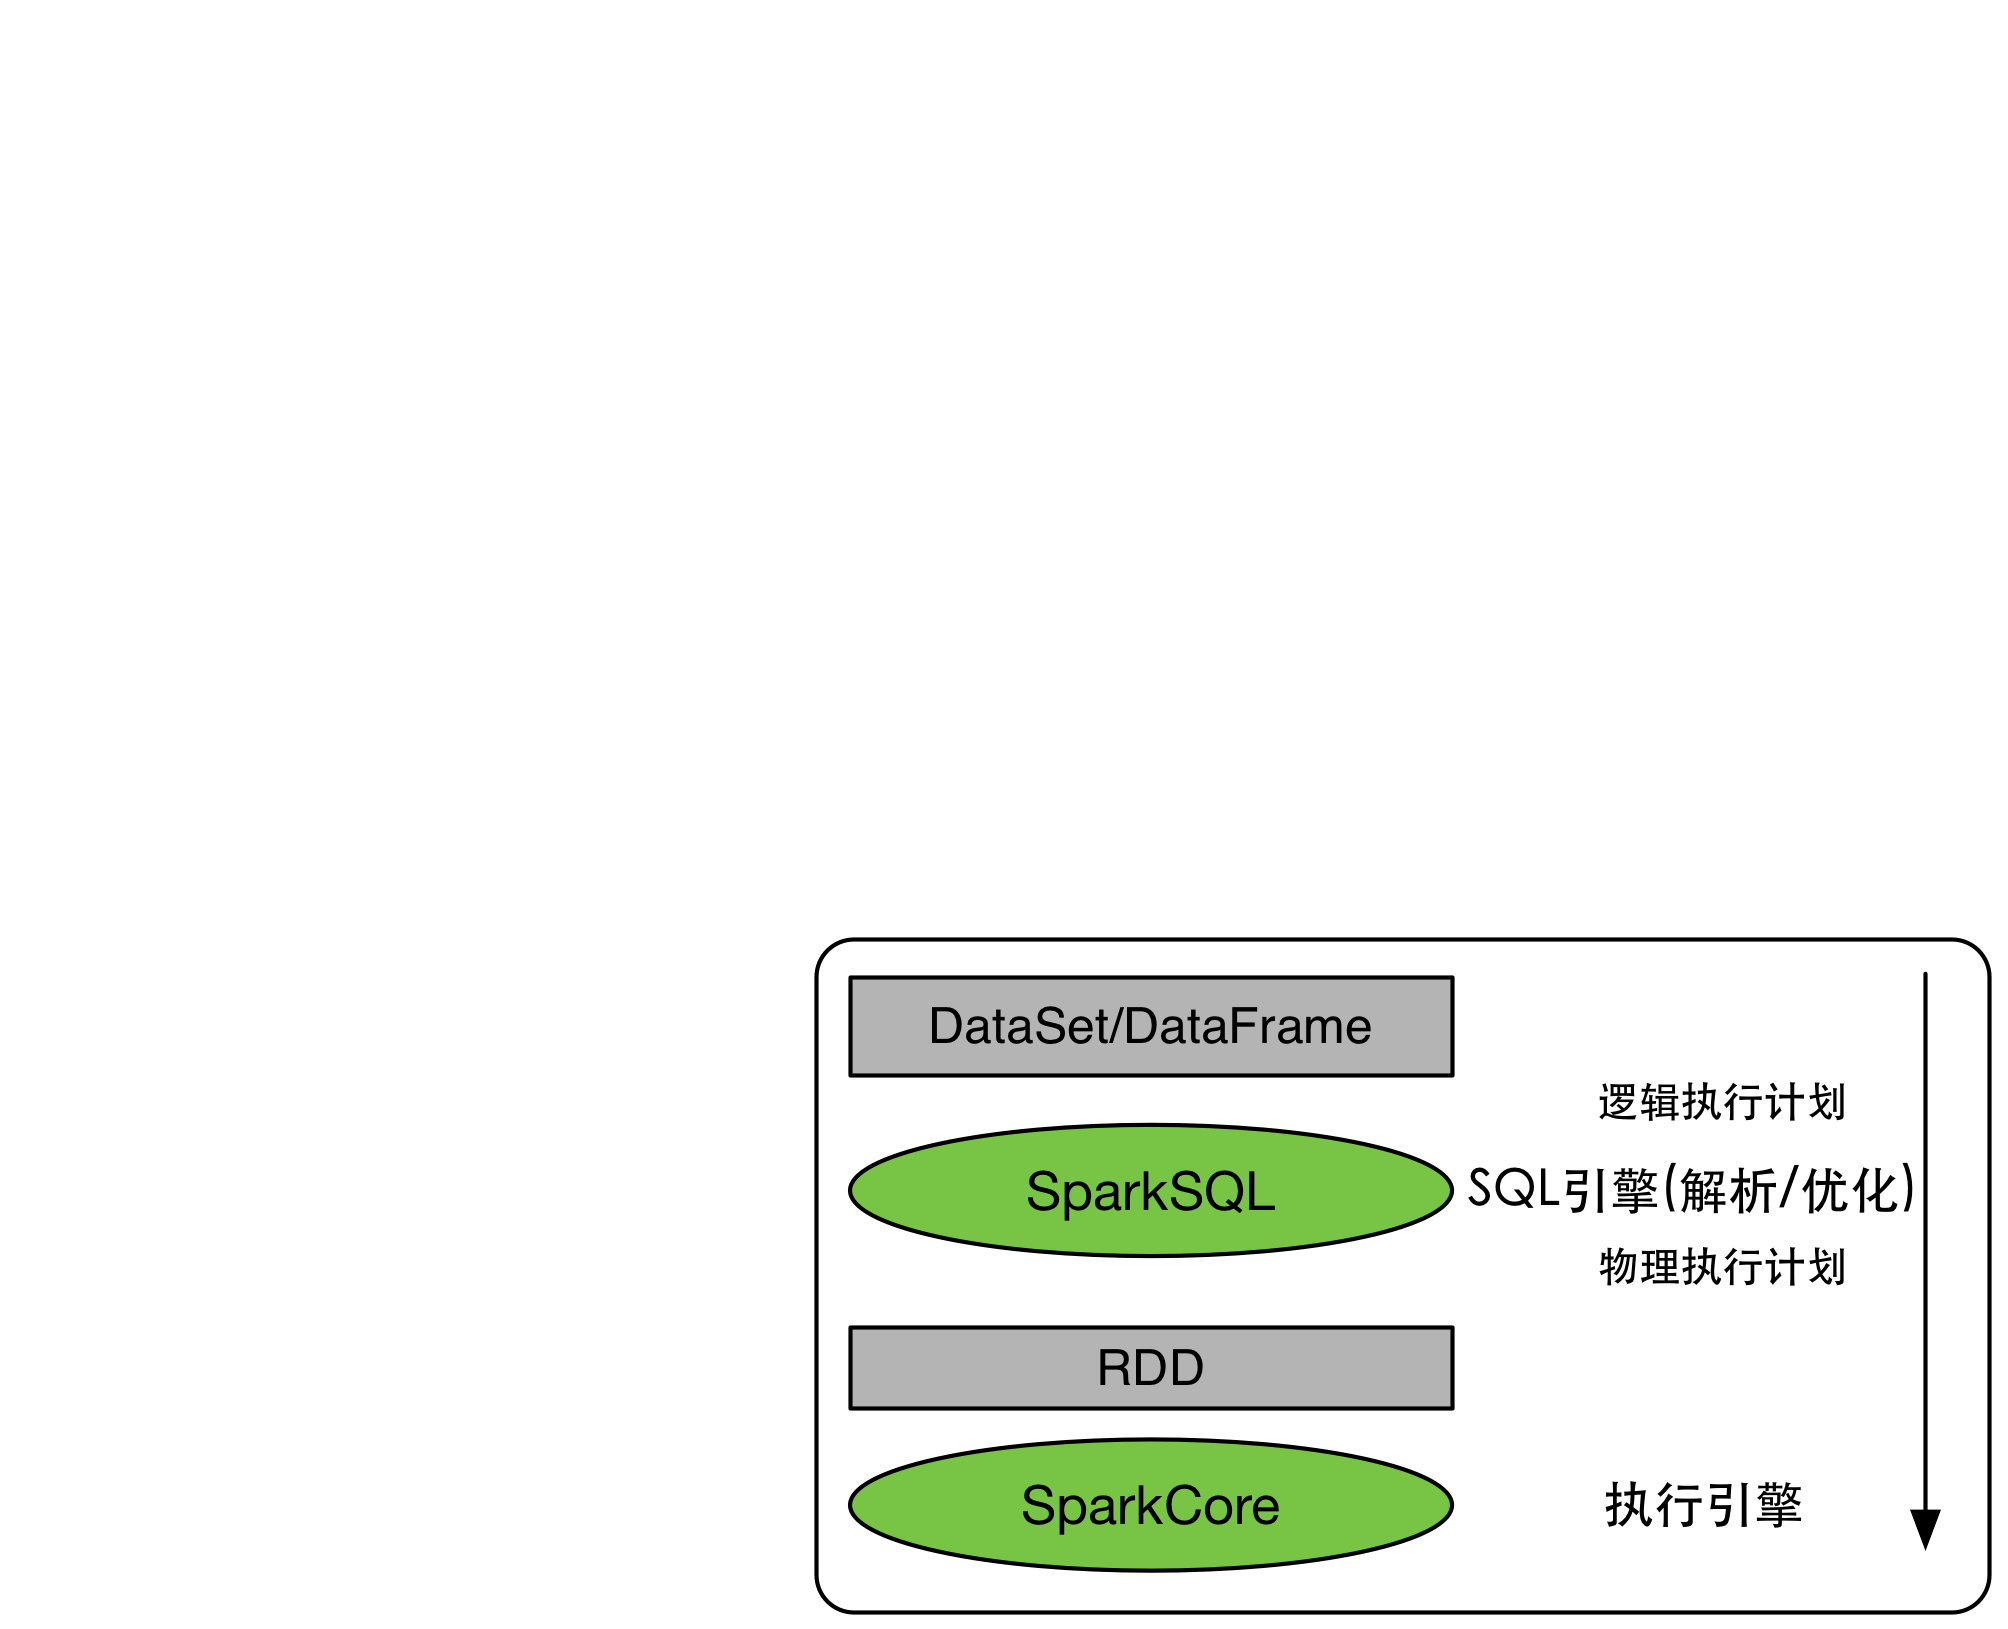 DataSet/DataFrame
逻辑执行计划
SparkSQL
SQL引擎(解析/优化)
物理执行计划
RDD
SparkCore
执行引擎